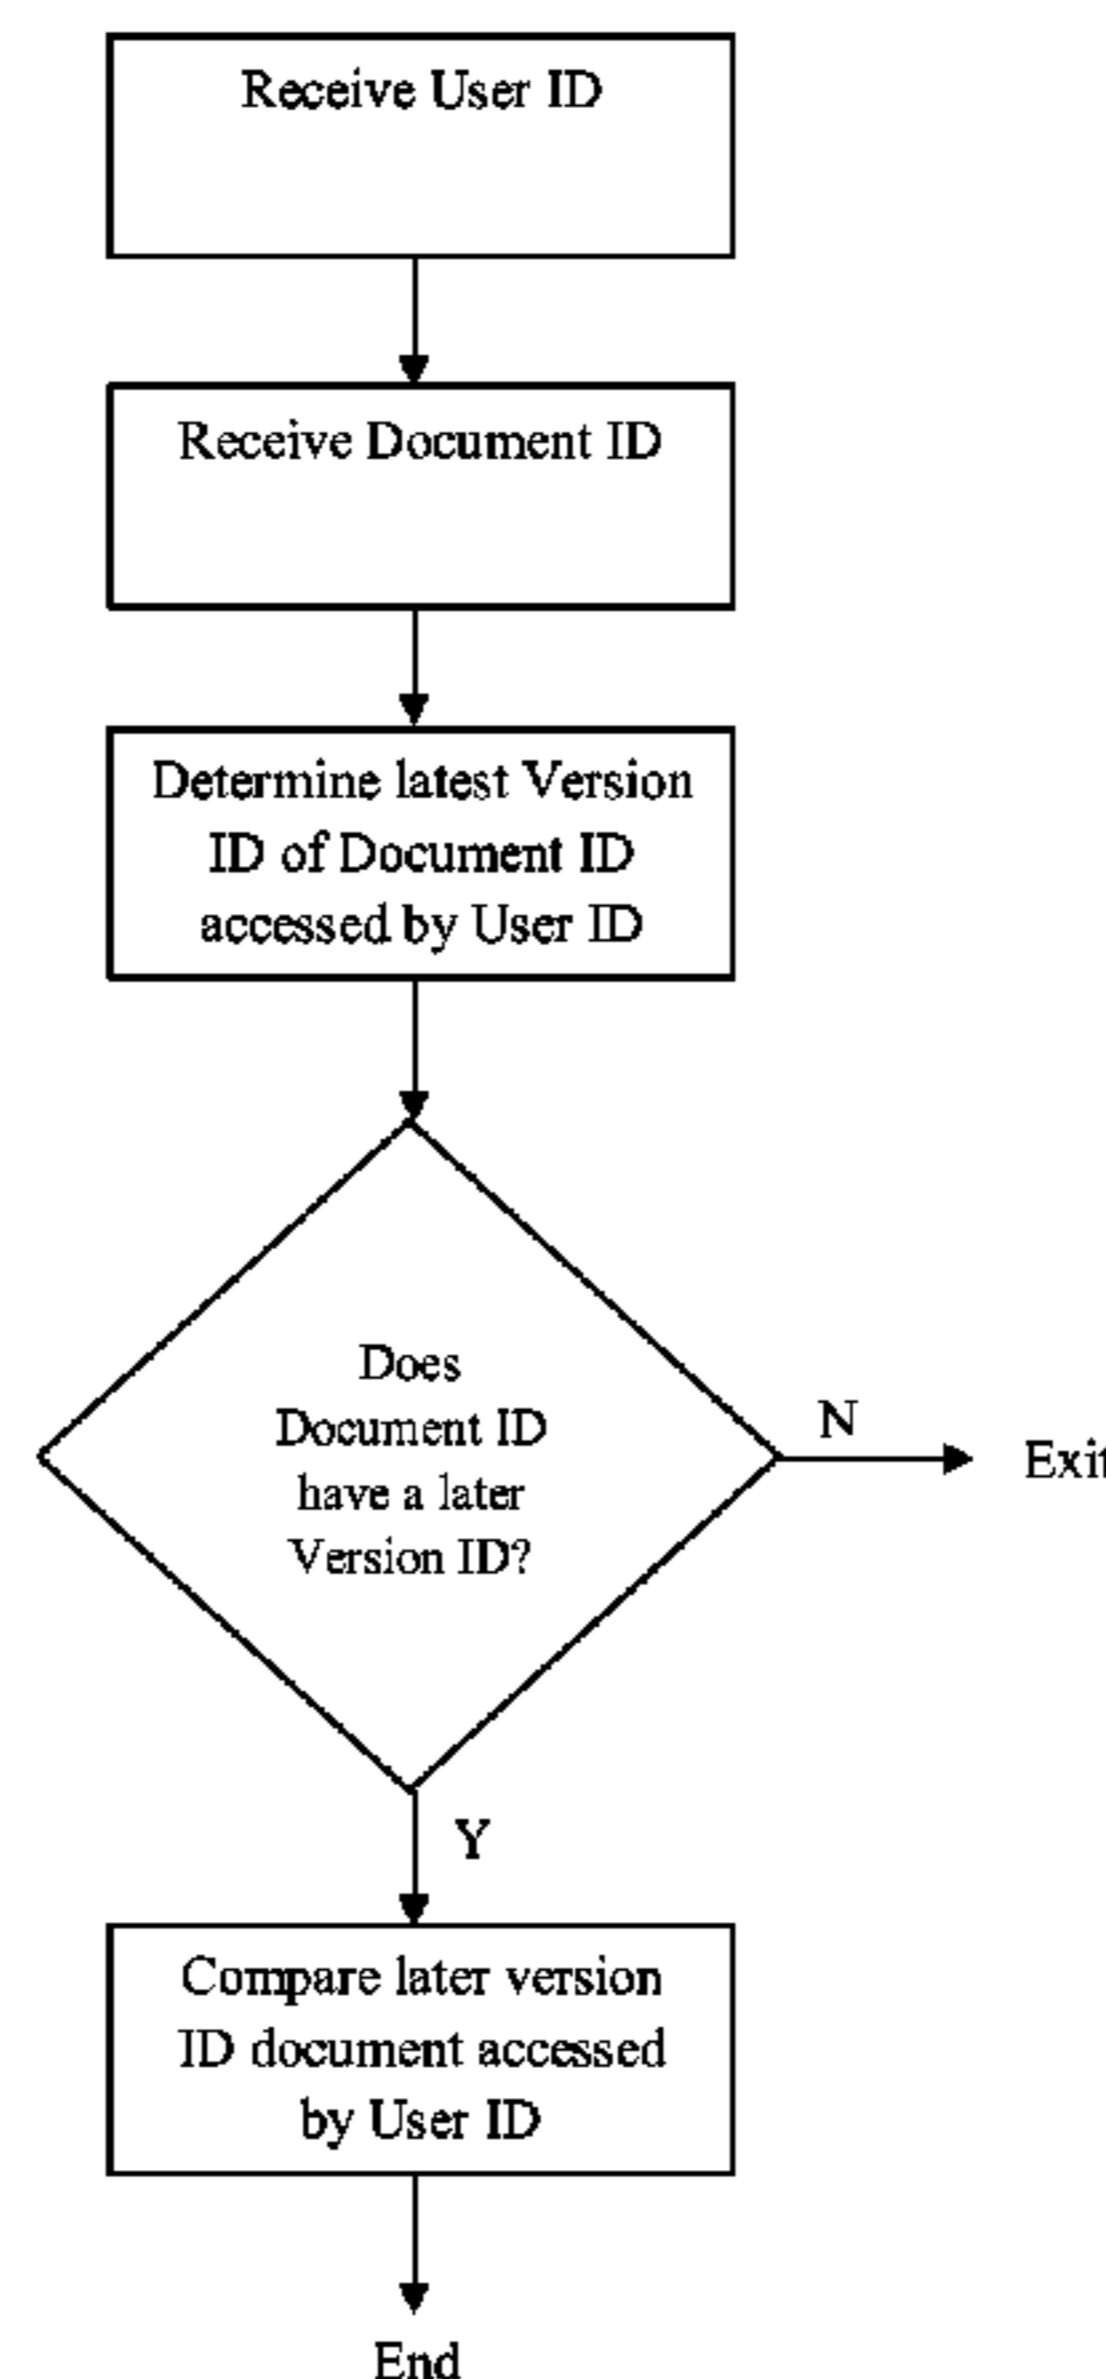 Receive User ID
Receive Document ID
Determine latest Version
ID of Document ID
accessed by User ID
Does
Document ID
have a later
Version ID?
N
Exit
Y
Compare later version
ID document accessed
by User ID
End